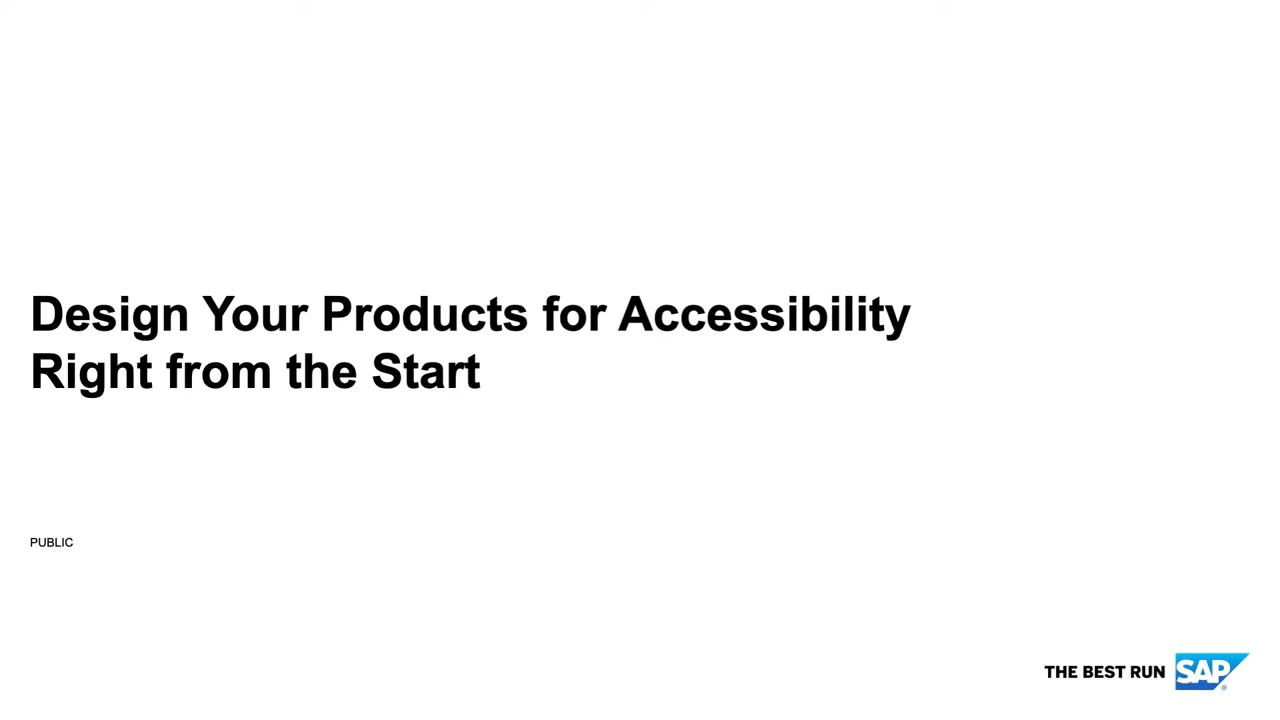 Design Your Products for Accessibility
Right from the Start
PUBLIC
THE BEST RUN SAP®